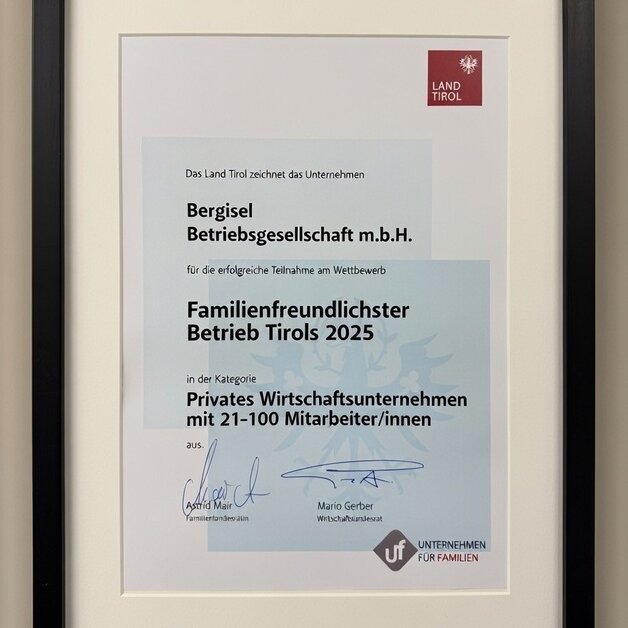 LAND
TIROL
Das Land Tirol zeichnet das Unternehmen
Bergisel
Betriebsgesellschaft m.b.H.
für die erfolgreiche Teilnahme am Wettbewerb
Familienfreundlichster
Betrieb Tirols 2025
in der Kategorie
Privates Wirtschaftsunternehmen
mit 21-100 Mitarbeiter/innen
aus.
Astrid Mair
Familienlandesrätin
Mario Gerber
Wirtschaftslandesrat
uf
UNTERNEHMEN
FÜR FAMILIEN